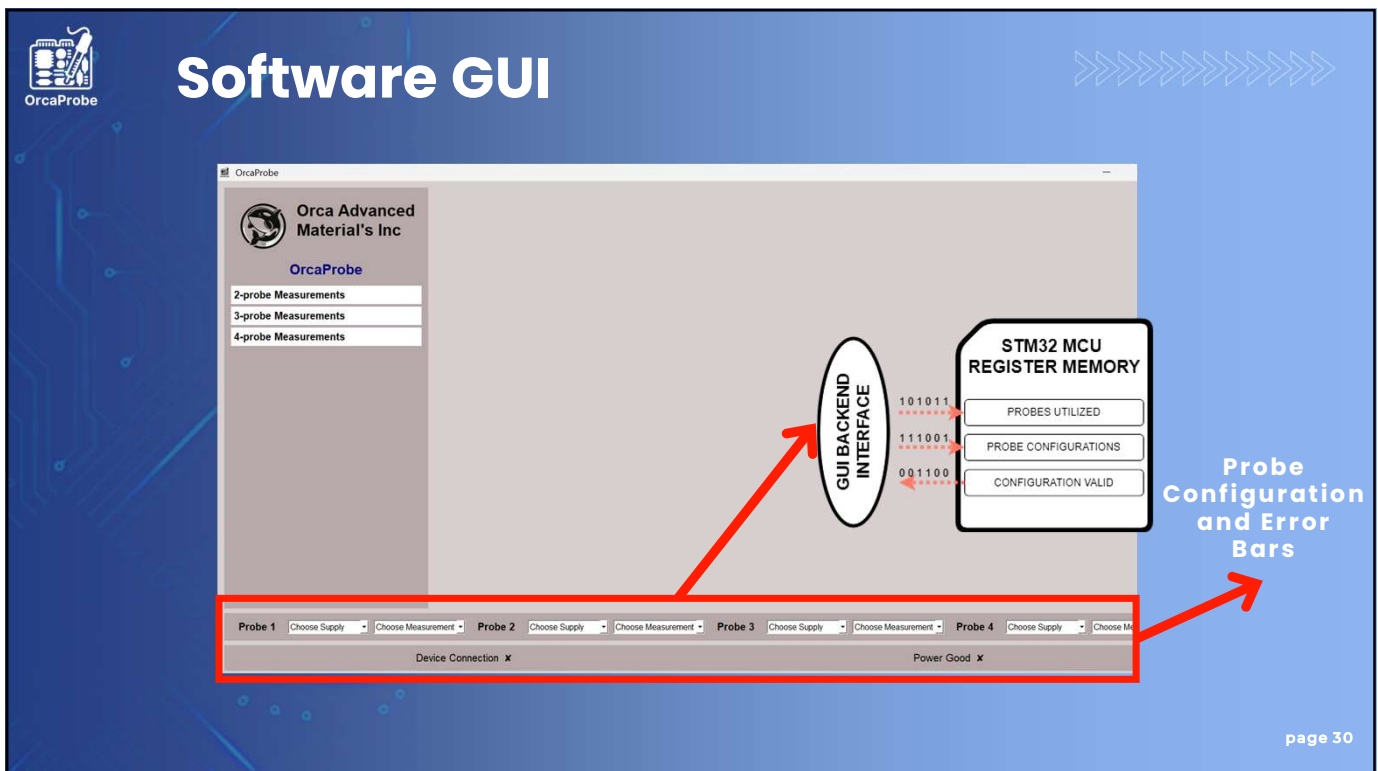 OrcaProbe
Software GUI
OrcaProbe
Orca Advanced
Material's Inc
OrcaProbe
2-probe Measurements
3-probe Measurements
4-probe Measurements
GUI BACKEND
INTERFACE
101011
111001
001100
STM32 MCU
REGISTER MEMORY
PROBES UTILIZED
PROBE CONFIGURATIONS
CONFIGURATION VALID
Probe
Configuration
and Error
Bars
Probe 1 Choose Supply Choose Measurement Probe 2 Choose Supply Choose Measurement Probe 3 Choose Supply Choose Measurement Probe 4 Choose Supply Choose Me
Device Connection ✘ Power Good ✘
page 30